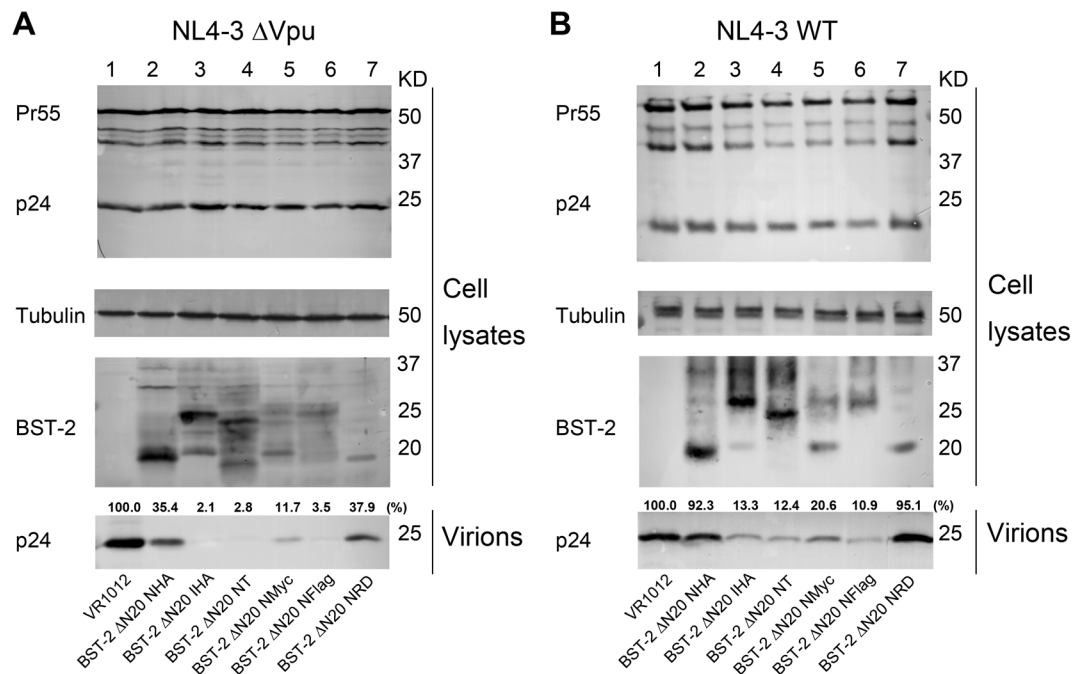 A
NL4-3 ΔVpu
1 2 3 4 5 6 7
KD
Pr55
50
37
p24
25
Tubulin
50
Cell
lysates
37
BST-2
25
20
100.0 35.4 2.1 2.8 11.7 3.5 37.9 (%)
p24
25
Virions
VR1012
BST-2 ΔN20 NHA
BST-2 ΔN20 IHA
BST-2 ΔN20 NT
BST-2 ΔN20 NMyc
BST-2 ΔN20 NFlag
BST-2 ΔN20 NRD
B
NL4-3 WT
1 2 3 4 5 6 7
KD
Pr55
50
37
p24
25
Tubulin
50
Cell
lysates
37
BST-2
25
20
100.0 92.3 13.3 12.4 20.6 10.9 95.1 (%)
p24
25
Virions
VR1012
BST-2 ΔN20 NHA
BST-2 ΔN20 IHA
BST-2 ΔN20 NT
BST-2 ΔN20 NMyc
BST-2 ΔN20 NFlag
BST-2 ΔN20 NRD